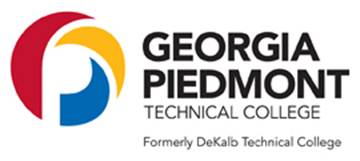 GEORGIA
PIEDMONT
TECHNICAL COLLEGE
Formerly DeKalb Technical College